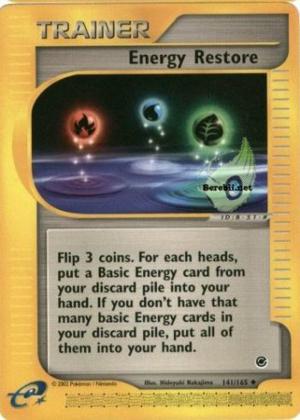 TRAINER
Energy Restore
Serebii.net
ID-B-ST-#
Flip 3 coins. For each heads,
put a Basic Energy card from
your discard pile into your
hand. If you don't have that
many basic Energy cards in
your discard pile, put all of
them into your hand.
Illus. Hideyuki Nakajima
141/165 ◆
© 2002 Pokémon / Nintendo
e